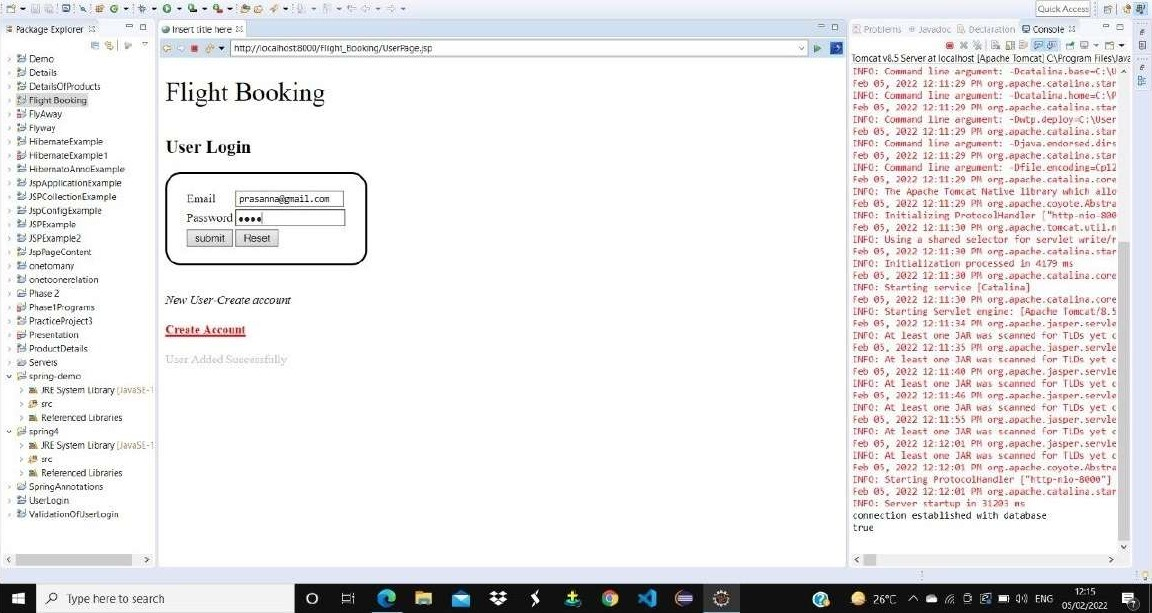 Quick Access
Package Explorer
Insert title here
Problems Javadoc Declaration Console
http://localhost:8000/Flight_Booking/UserPage.jsp
Tomcat v8.5 Server at localhost [Apache Tomcat] C:\Program Files\Java
Demo
Details
DetailsOfProducts
Flight Booking
FlyAway
Flyway
HibernateExample
HibernateExample1
HibernatoAnnoExample
JspApplicationExample
JSPCollectionExample
JspConfigExample
JSPExample
JSPExample2
JspPageContent
onetomany
onetoonerelation
Phase 2
Phase1Programs
PracticeProject3
Presentation
ProductDetails
Servers
spring-demo
JRE System Library [JavaSE-1
src
Referenced Libraries
spring4
JRE System Library [JavaSE-1
src
Referenced Libraries
SpringAnnotations
UserLogin
ValidationOfUserLogin
Flight Booking
User Login
Email prasanna@gmail.com
Password
submit Reset
New User-Create account
Create Account
User Added Successfully
INFO: Command line argument: -Dcatalina.base=C:\U
Feb 05, 2022 12:11:29 PM org.apache.catalina.star
INFO: Command line argument: -Dcatalina.home=C:\P
Feb 05, 2022 12:11:29 PM org.apache.catalina.star
INFO: Command line argument: -Dwtp.deploy=C:\User
Feb 05, 2022 12:11:29 PM org.apache.catalina.star
INFO: Command line argument: -Djava.endorsed.dirs
Feb 05, 2022 12:11:29 PM org.apache.catalina.star
INFO: Command line argument: -Dfile.encoding=Cp12
Feb 05, 2022 12:11:29 PM org.apache.catalina.core
INFO: The Apache Tomcat Native library which allo
Feb 05, 2022 12:11:29 PM org.apache.coyote.Abstra
INFO: Initializing ProtocolHandler ["http-nio-800
Feb 05, 2022 12:11:30 PM org.apache.tomcat.util.n
INFO: Using a shared selector for servlet write/r
Feb 05, 2022 12:11:30 PM org.apache.catalina.star
INFO: Initialization processed in 4179 ms
Feb 05, 2022 12:11:30 PM org.apache.catalina.core
INFO: Starting service [Catalina]
Feb 05, 2022 12:11:30 PM org.apache.catalina.core
INFO: Starting Servlet engine: [Apache Tomcat/8.5
Feb 05, 2022 12:11:34 PM org.apache.jasper.servle
INFO: At least one JAR was scanned for TLDs yet c
Feb 05, 2022 12:11:35 PM org.apache.jasper.servle
INFO: At least one JAR was scanned for TLDs yet c
Feb 05, 2022 12:11:40 PM org.apache.jasper.servle
INFO: At least one JAR was scanned for TLDs yet c
Feb 05, 2022 12:11:46 PM org.apache.jasper.servle
INFO: At least one JAR was scanned for TLDs yet c
Feb 05, 2022 12:11:55 PM org.apache.jasper.servle
INFO: At least one JAR was scanned for TLDs yet c
Feb 05, 2022 12:12:01 PM org.apache.jasper.servle
INFO: At least one JAR was scanned for TLDs yet c
Feb 05, 2022 12:12:01 PM org.apache.coyote.Abstra
INFO: Starting ProtocolHandler ["http-nio-8000"]
Feb 05, 2022 12:12:01 PM org.apache.catalina.star
INFO: Server startup in 31203 ms
connection established with database
true
Type here to search
26°C
ENG
12:15
05/02/2022